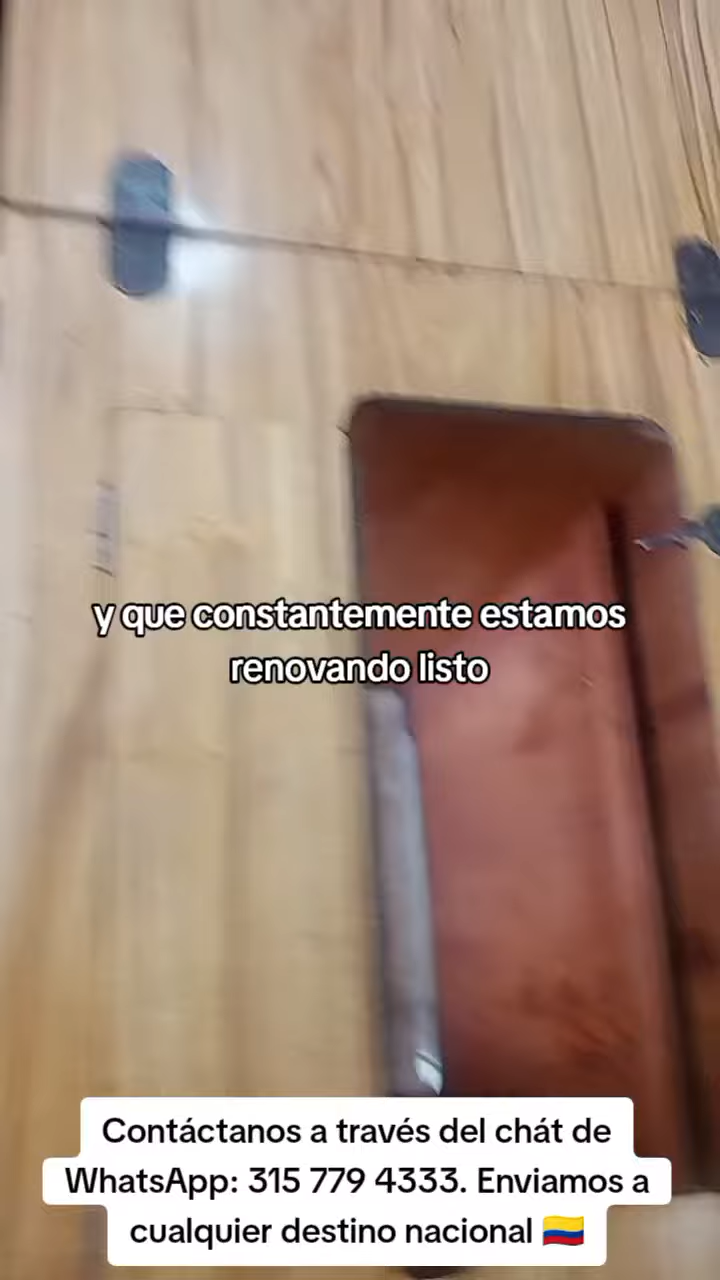 y que constantemente estamos
renovando listo
Contáctanos a través del chát de
WhatsApp: 315 779 4333. Enviamos a
cualquier destino nacional 🇨🇴